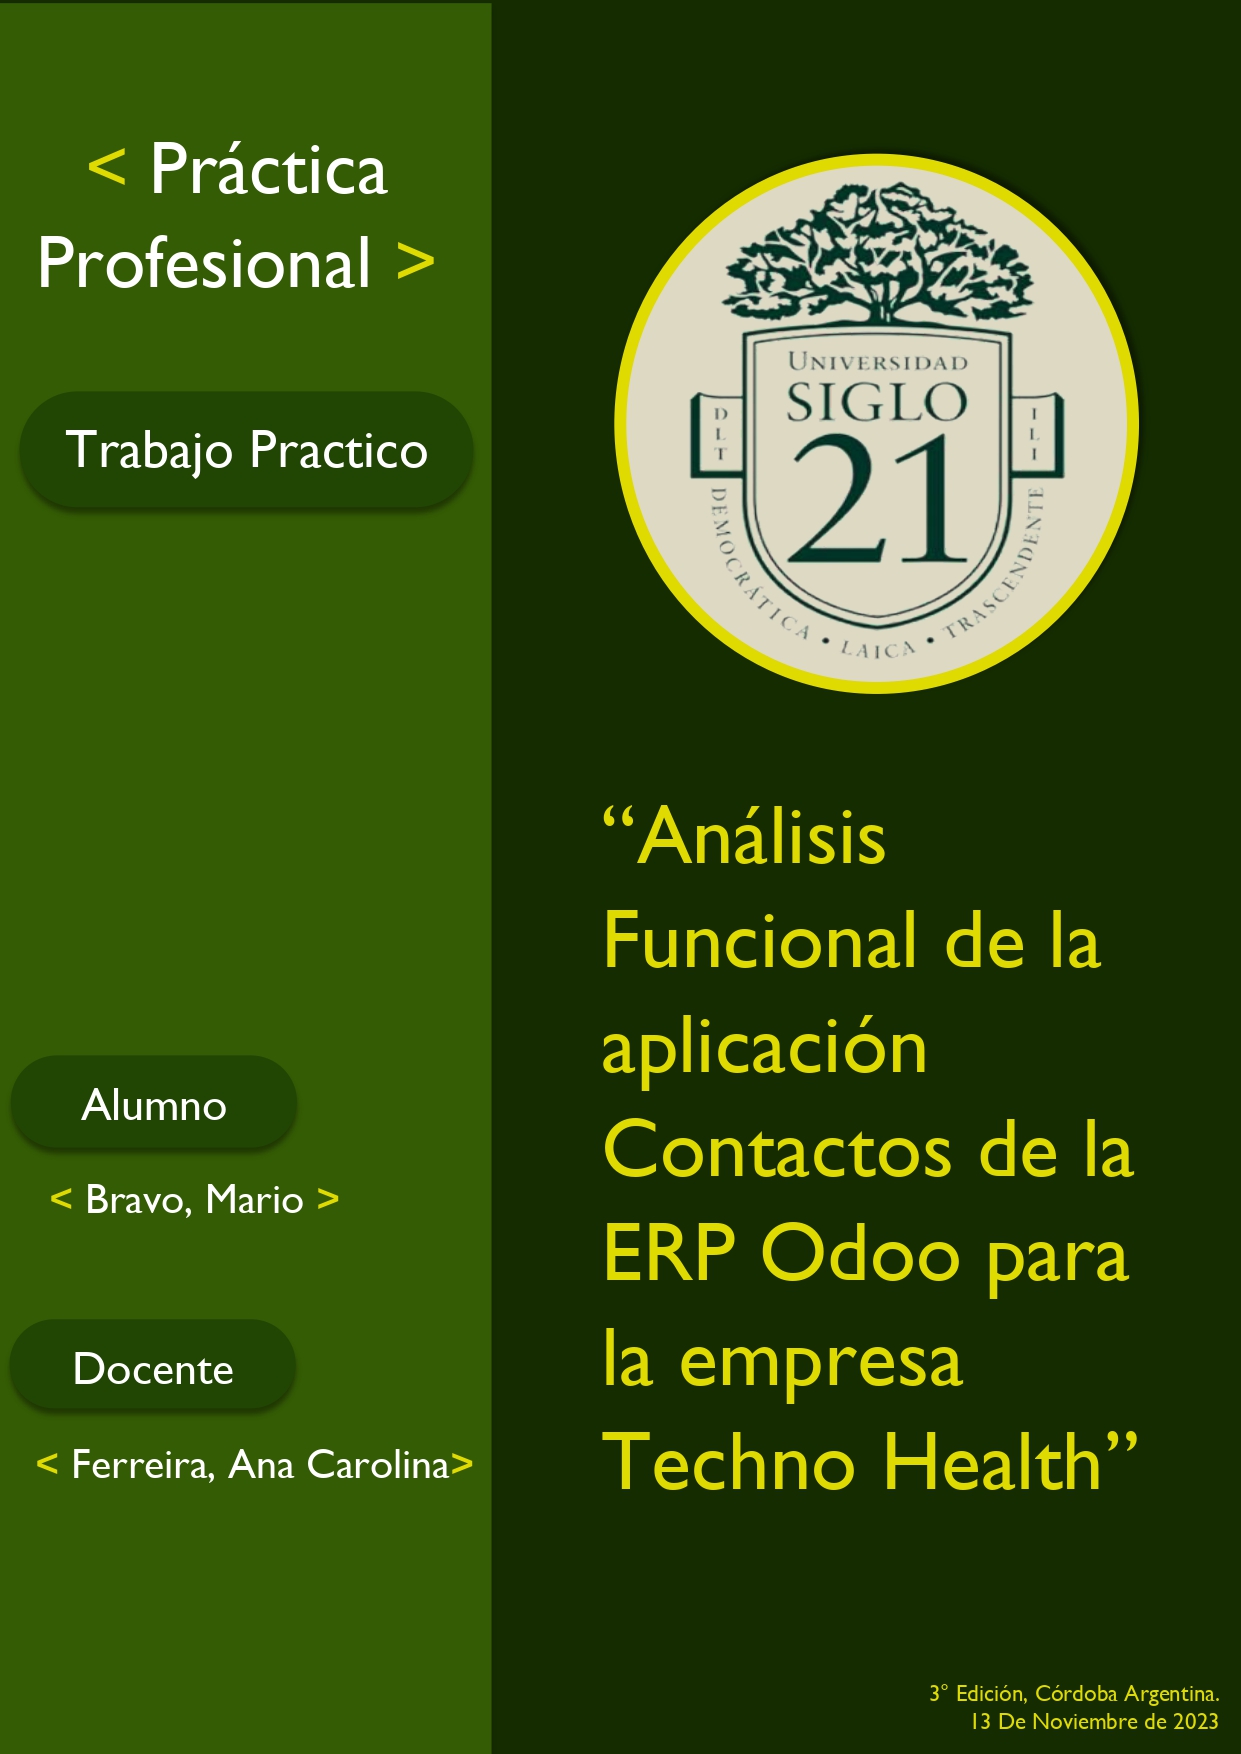 < Práctica
Profesional >
Trabajo Practico
Alumno
< Bravo, Mario >
Docente
< Ferreira, Ana Carolina>
UNIVERSIDAD
SIGLO
21
DLT
ILI
DEMOCRÁTICA • LAICA • TRASCENDENTE
“Análisis
Funcional de la
aplicación
Contactos de la
ERP Odoo para
la empresa
Techno Health”
3° Edición, Córdoba Argentina.
13 De Noviembre de 2023